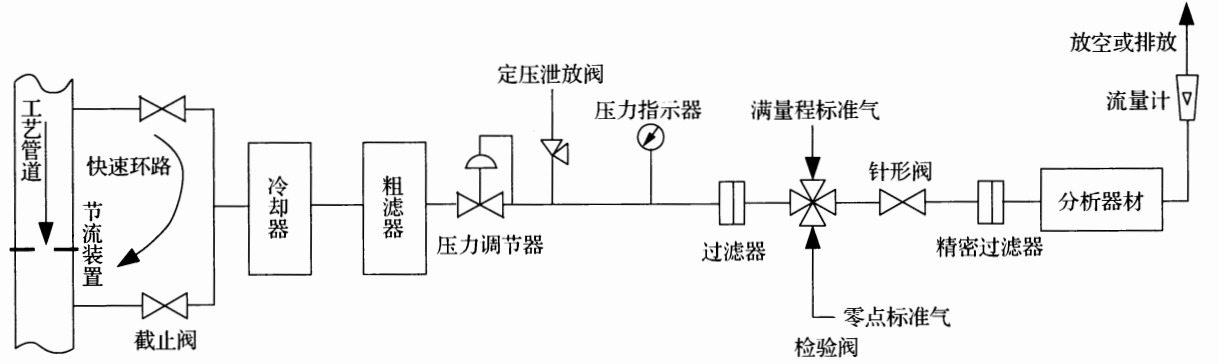 放空或排放
流量计
定压泄放阀
压力指示器
满量程标准气
工艺管道
快速环路
节流装置
截止阀
冷却器
粗滤器
压力调节器
过滤器
针形阀
精密过滤器
分析器材
零点标准气
检验阀